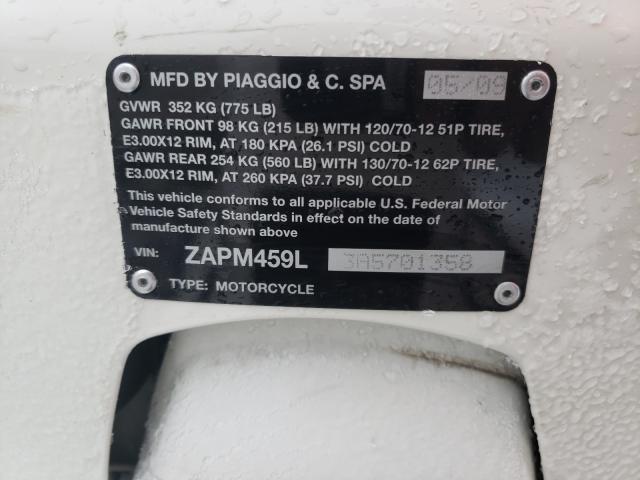 MFD BY PIAGGIO & C. SPA 05/09
GVWR 352 KG (775 LB)
GAWR FRONT 98 KG (215 LB) WITH 120/70-12 51P TIRE,
E3.00X12 RIM, AT 180 KPA (26.1 PSI) COLD
GAWR REAR 254 KG (560 LB) WITH 130/70-12 62P TIRE,
E3.00X12 RIM, AT 260 KPA (37.7 PSI) COLD
This vehicle conforms to all applicable U.S. Federal Motor
Vehicle Safety Standards in effect on the date of
manufacture shown above
VIN: ZAPM459L 3A5701358
TYPE: MOTORCYCLE